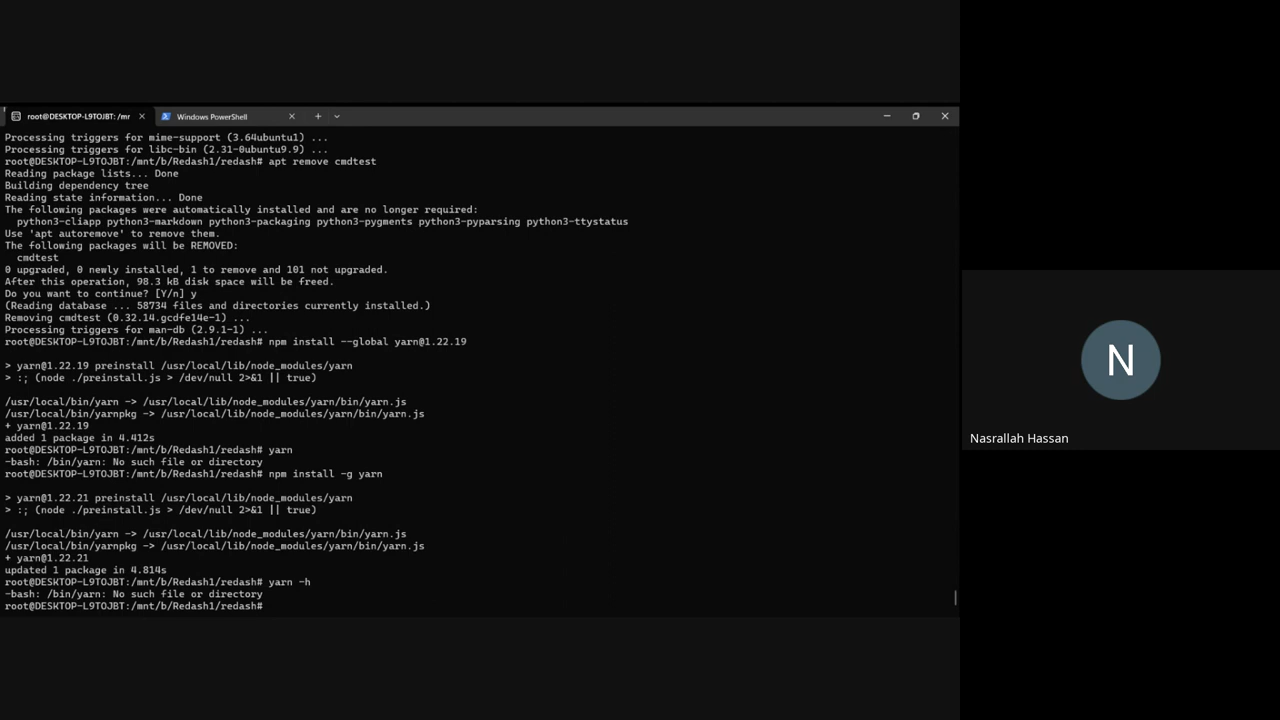 root@DESKTOP-L9TOJBT: /mr
Windows PowerShell
Processing triggers for mime-support (3.64ubuntu1) ...
Processing triggers for libc-bin (2.31-0ubuntu9.9) ...
root@DESKTOP-L9TOJBT:/mnt/b/Redash1/redash# apt remove cmdtest
Reading package lists... Done
Building dependency tree
Reading state information... Done
The following packages were automatically installed and are no longer required:
python3-cliapp python3-markdown python3-packaging python3-pygments python3-pyparsing python3-ttystatus
Use 'apt autoremove' to remove them.
The following packages will be REMOVED:
cmdtest
0 upgraded, 0 newly installed, 1 to remove and 101 not upgraded.
After this operation, 98.3 kB disk space will be freed.
Do you want to continue? [Y/n] y
(Reading database ... 58734 files and directories currently installed.)
Removing cmdtest (0.32.14.gcdfe14e-1) ...
Processing triggers for man-db (2.9.1-1) ...
root@DESKTOP-L9TOJBT:/mnt/b/Redash1/redash# npm install --global yarn@1.22.19
> yarn@1.22.19 preinstall /usr/local/lib/node_modules/yarn
> :; (node ./preinstall.js > /dev/null 2>&1 || true)
/usr/local/bin/yarn -> /usr/local/lib/node_modules/yarn/bin/yarn.js
/usr/local/bin/yarnpkg -> /usr/local/lib/node_modules/yarn/bin/yarn.js
+ yarn@1.22.19
added 1 package in 4.412s
root@DESKTOP-L9TOJBT:/mnt/b/Redash1/redash# yarn
-bash: /bin/yarn: No such file or directory
root@DESKTOP-L9TOJBT:/mnt/b/Redash1/redash# npm install -g yarn
> yarn@1.22.21 preinstall /usr/local/lib/node_modules/yarn
> :; (node ./preinstall.js > /dev/null 2>&1 || true)
/usr/local/bin/yarn -> /usr/local/lib/node_modules/yarn/bin/yarn.js
/usr/local/bin/yarnpkg -> /usr/local/lib/node_modules/yarn/bin/yarn.js
+ yarn@1.22.21
updated 1 package in 4.814s
root@DESKTOP-L9TOJBT:/mnt/b/Redash1/redash# yarn -h
-bash: /bin/yarn: No such file or directory
root@DESKTOP-L9TOJBT:/mnt/b/Redash1/redash#
N
Nasrallah Hassan